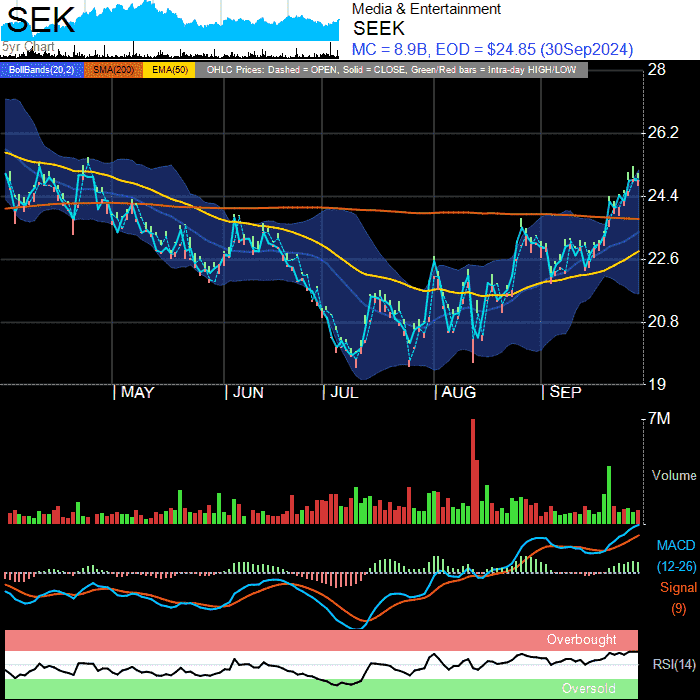 SEK
5yr Chart
Media & Entertainment
SEEK
MC = 8.9B, EOD = $24.85 (30Sep2024)
BollBands(20,2) SMA(200) EMA(50) OHLC Prices: Dashed = OPEN, Solid = CLOSE, Green/Red bars = Intra-day HIGH/LOW
28
26.2
24.4
22.6
20.8
19
MAY JUN JUL AUG SEP
7M
Volume
MACD
(12-26)
Signal
(9)
Overbought
RSI(14)
Oversold